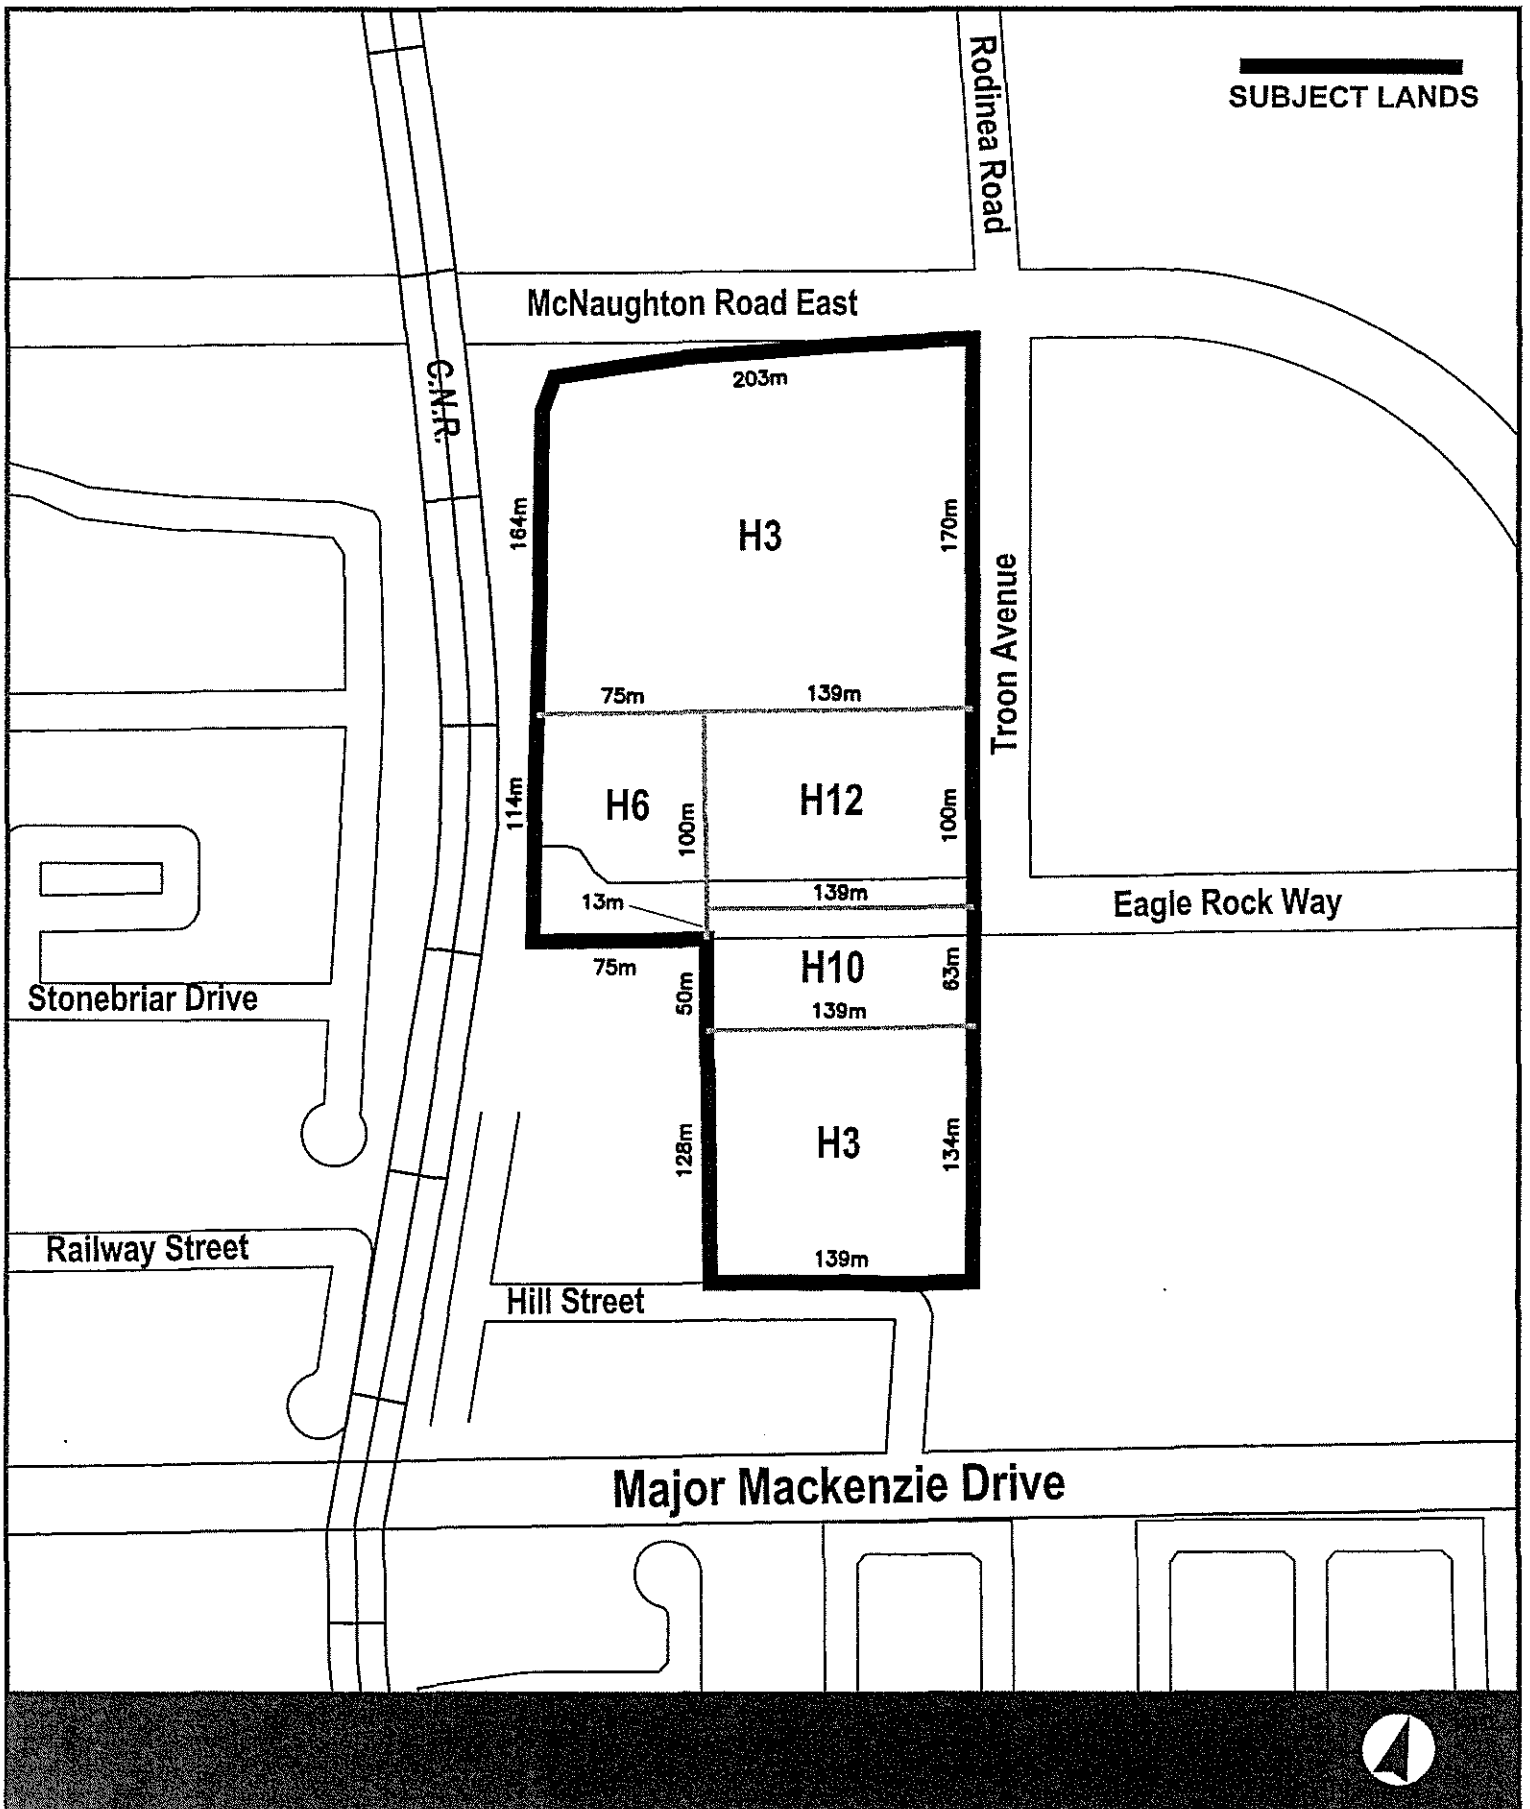 Rodinea Road
SUBJECT LANDS
McNaughton Road East
C.N.R.
203m
164m
H3
170m
Troon Avenue
75m
139m
114m
H6
100m
H12
100m
139m
13m
Eagle Rock Way
75m
H10
63m
50m
139m
Stonebriar Drive
128m
H3
134m
Railway Street
139m
Hill Street
Major Mackenzie Drive